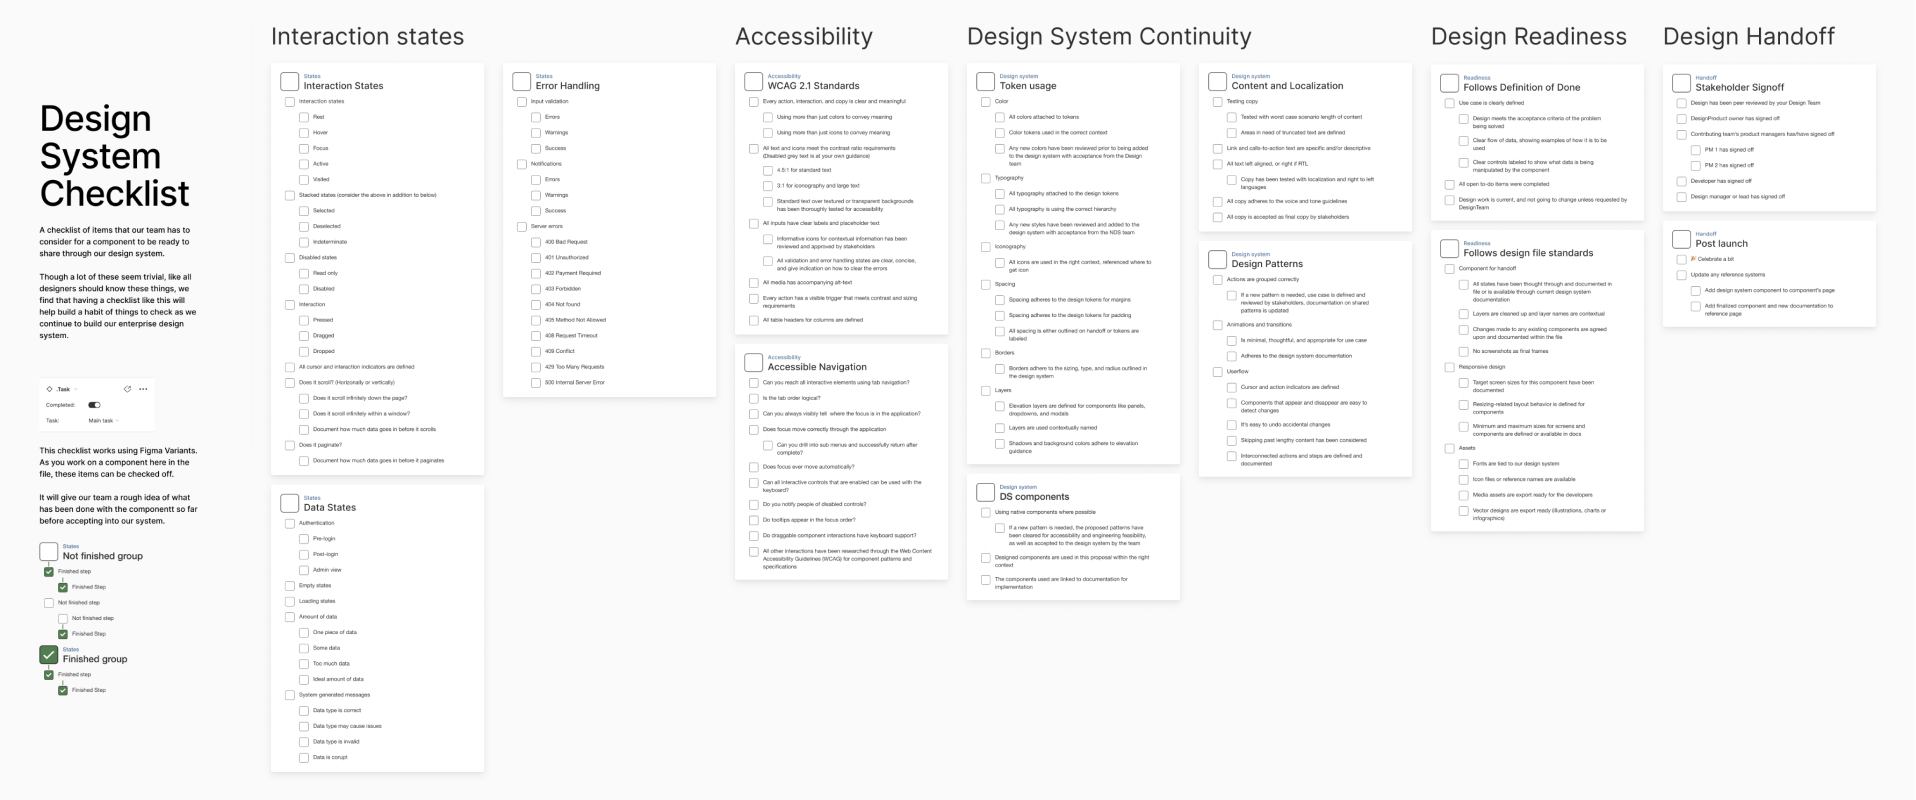 Design
System
Checklist
A checklist of items that our team has to
consider for a component to be ready to
share through our design system.
Though a lot of these seem trivial, like all
designers should know these things, we
find that having a checklist like this will
help build a habit of things to check as we
continue to build our enterprise design
system.
.Task
Completed:
Task:
Main task
This checklist works using Figma Variants.
As you work on a component here in the
file, these items can be checked off.
It will give our team a rough idea of what
has been done with the componentt so far
before accepting into our system.
States
Not finished group
Finished step
Finished Step
Not finished step
Not finished step
Finished Step
States
Finished group
Finished step
Finished Step
Interaction states
States
Interaction States
Interaction states
Rest
Hover
Focus
Active
Visited
Stacked states (consider the above in addition to below)
Selected
Deselected
Indeterminate
Disabled states
Read only
Disabled
Interaction
Pressed
Dragged
Dropped
All cursor and interaction indicators are defined
Does it scroll? (Horizonally or vertically)
Does it scroll infinitely down the page?
Does it scroll infinitely within a window?
Document how much data goes in before it scrolls
Does it paginate?
Document how much data goes in before it paginates
States
Data States
Authentication
Pre-login
Post-login
Admin view
Empty states
Loading states
Amount of data
One piece of data
Some data
Too much data
Ideal amount of data
System generated messages
Data type is correct
Data type may cause issues
Data type is invalid
Data is corupt
States
Error Handling
Input validation
Errors
Warnings
Success
Notifications
Errors
Warnings
Success
Server errors
400 Bad Request
401 Unauthorized
402 Payment Required
403 Forbidden
404 Not found
405 Method Not Allowed
408 Request Timeout
409 Conflict
429 Too Many Requests
500 Internal Server Error
Accessibility
Accessibility
WCAG 2.1 Standards
Every action, interaction, and copy is clear and meaningful
Using more than just colors to convey meaning
Using more than just icons to convey meaning
All text and icons meet the contrast ratio requirements
(Disabled grey text is at your own guidance)
4.5:1 for standard text
3:1 for iconography and large text
Standard text over textured or transparent backgrounds
has been thoroughly tested for accessibility
All inputs have clear labels and placeholder text
Informative icons for contextual information has been
reviewed and approved by stakeholders
All validation and error handling states are clear, concise,
and give indication on how to clear the errors
All media has accompanying alt-text
Every action has a visible trigger that meets contrast and sizing
requirements
All table headers for columns are defined
Accessibility
Accessible Navigation
Can you reach all interactive elements using tab navigation?
Is the tab order logical?
Can you always visibly tell where the focus is in the application?
Does focus move correctly through the application
Can you drill into sub menus and successfully return after
complete?
Does focus ever move automatically?
Can all interactive controls that are enabled can be used with the
keyboard?
Do you notify people of disabled controls?
Do tooltips appear in the focus order?
Do draggable component interactions have keyboard support?
All other interactions have been researched through the Web Content
Accessibility Guidelines (WCAG) for component patterns and
specifications
Design System Continuity
Design system
Token usage
Color
All colors attached to tokens
Color tokens used in the correct context
Any new colors have been reviewed prior to being added
to the design system with acceptance from the Design
team
Typography
All typography attached to the design tokens
All typography is using the correct hierarchy
Any new styles have been reviewed and added to the
design system with acceptance from the NDS team
Iconography
All icons are used in the right context, referenced where to
get icon
Spacing
Spacing adheres to the design tokens for margins
Spacing adheres to the design tokens for padding
All spacing is either outlined on handoff or tokens are
labeled
Borders
Borders adhere to the sizing, type, and radius outlined in
the design system
Layers
Elevation layers are defined for components like panels,
dropdowns, and modals
Layers are used contextually named
Shadows and background colors adhere to elevation
guidance
Design system
DS components
Using native components where possible
If a new pattern is needed, the proposed patterns have
been cleared for accessibility and engineering feasibility,
as well as accepted to the design system by the team
Designed components are used in this proposal within the right
context
The components used are linked to documentation for
implementation
Design system
Content and Localization
Testing copy
Tested with worst case scenario length of content
Areas in need of truncated text are defined
Link and calls-to-action text are specific and/or descriptive
All text left aligned, or right if RTL
Copy has been tested with localization and right to left
languages
All copy adheres to the voice and tone guidelines
All copy is accepted as final copy by stakeholders
Design system
Design Patterns
Actions are grouped correctly
If a new pattern is needed, use case is defined and
reviewed by stakeholders, documentation on shared
patterns is updated
Animations and transitions
Is minimal, thoughtful, and appropriate for use case
Adheres to the design system documentation
Userflow
Cursor and action indicators are defined
Components that appear and disappear are easy to
detect changes
It's easy to undo accidental changes
Skipping past lengthy content has been considered
Interconnected actions and steps are defined and
documented
Design Readiness
Readiness
Follows Definition of Done
Use case is clearly defined
Design meets the acceptance criteria of the problem
being solved
Clear flow of data, showing examples of how it is to be
used
Clear controls labeled to show what data is being
manipulated by the component
All open to-do items were completed
Design work is current, and not going to change unless requested by
DesignTeam
Readiness
Follows design file standards
Component for handoff
All states have been thought through and documented in
file or is available through current design system
documentation
Layers are cleaned up and layer names are contextual
Changes made to any existing components are agreed
upon and documented within the file
No screenshots as final frames
Responsive design
Target screen sizes for this component have been
documented
Resizing-related layout behavior is defined for
components
Minimum and maximum sizes for screens and
components are defined or available in docs
Assets
Fonts are tied to our design system
Icon files or reference names are available
Media assets are export ready for the developers
Vector designs are export ready (illustrations, charts or
infographics)
Design Handoff
Handoff
Stakeholder Signoff
Design has been peer reviewed by your Design Team
DesignProduct owner has signed off
Contributing team's product managers has/have signed off
PM 1 has signed off
PM 2 has signed off
Developer has signed off
Design manager or lead has signed off
Handoff
Post launch
🎉 Celebrate a bit
Update any reference systems
Add design system component to component's page
Add finalized component and new documentation to
reference page